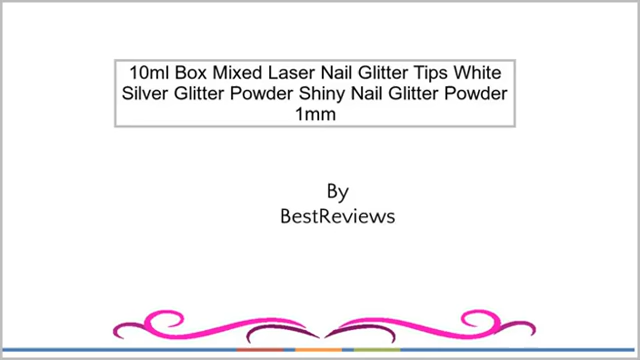 10ml Box Mixed Laser Nail Glitter Tips White
Silver Glitter Powder Shiny Nail Glitter Powder
1mm
By
BestReviews